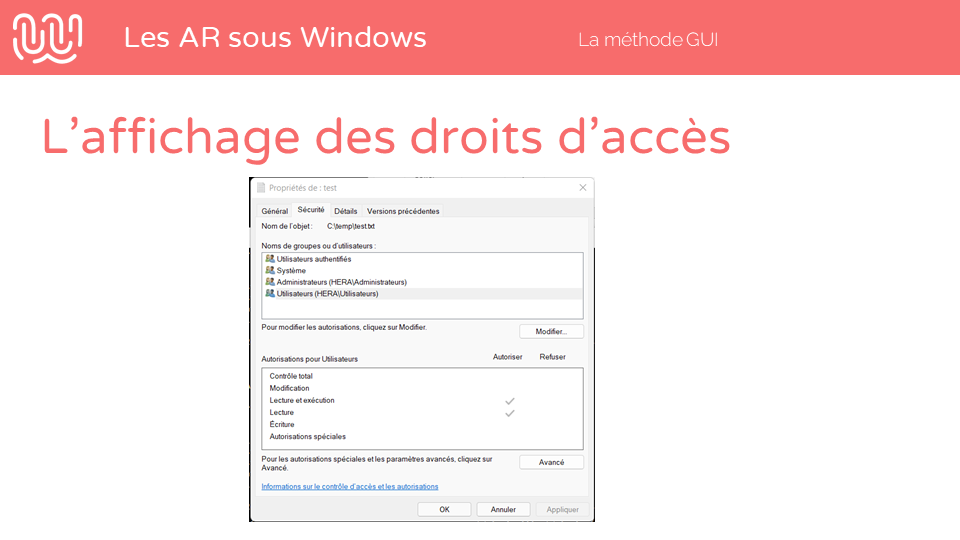 Les AR sous Windows
La méthode GUI
L’affichage des droits d’accès
Propriétés de : test
Général Sécurité Détails Versions précédentes
Nom de l'objet : C:\temp\test.txt
Noms de groupes ou d'utilisateurs :
Utilisateurs authentifiés
Système
Administrateurs (HERA\Administrateurs)
Utilisateurs (HERA\Utilisateurs)
Pour modifier les autorisations, cliquez sur Modifier.
Modifier...
Autorisations pour Utilisateurs Autoriser Refuser
Contrôle total
Modification
Lecture et exécution
Lecture
Écriture
Autorisations spéciales
Pour les autorisations spéciales et les paramètres avancés, cliquez sur
Avancé.
Avancé
Informations sur le contrôle d'accès et les autorisations
OK Annuler Appliquer